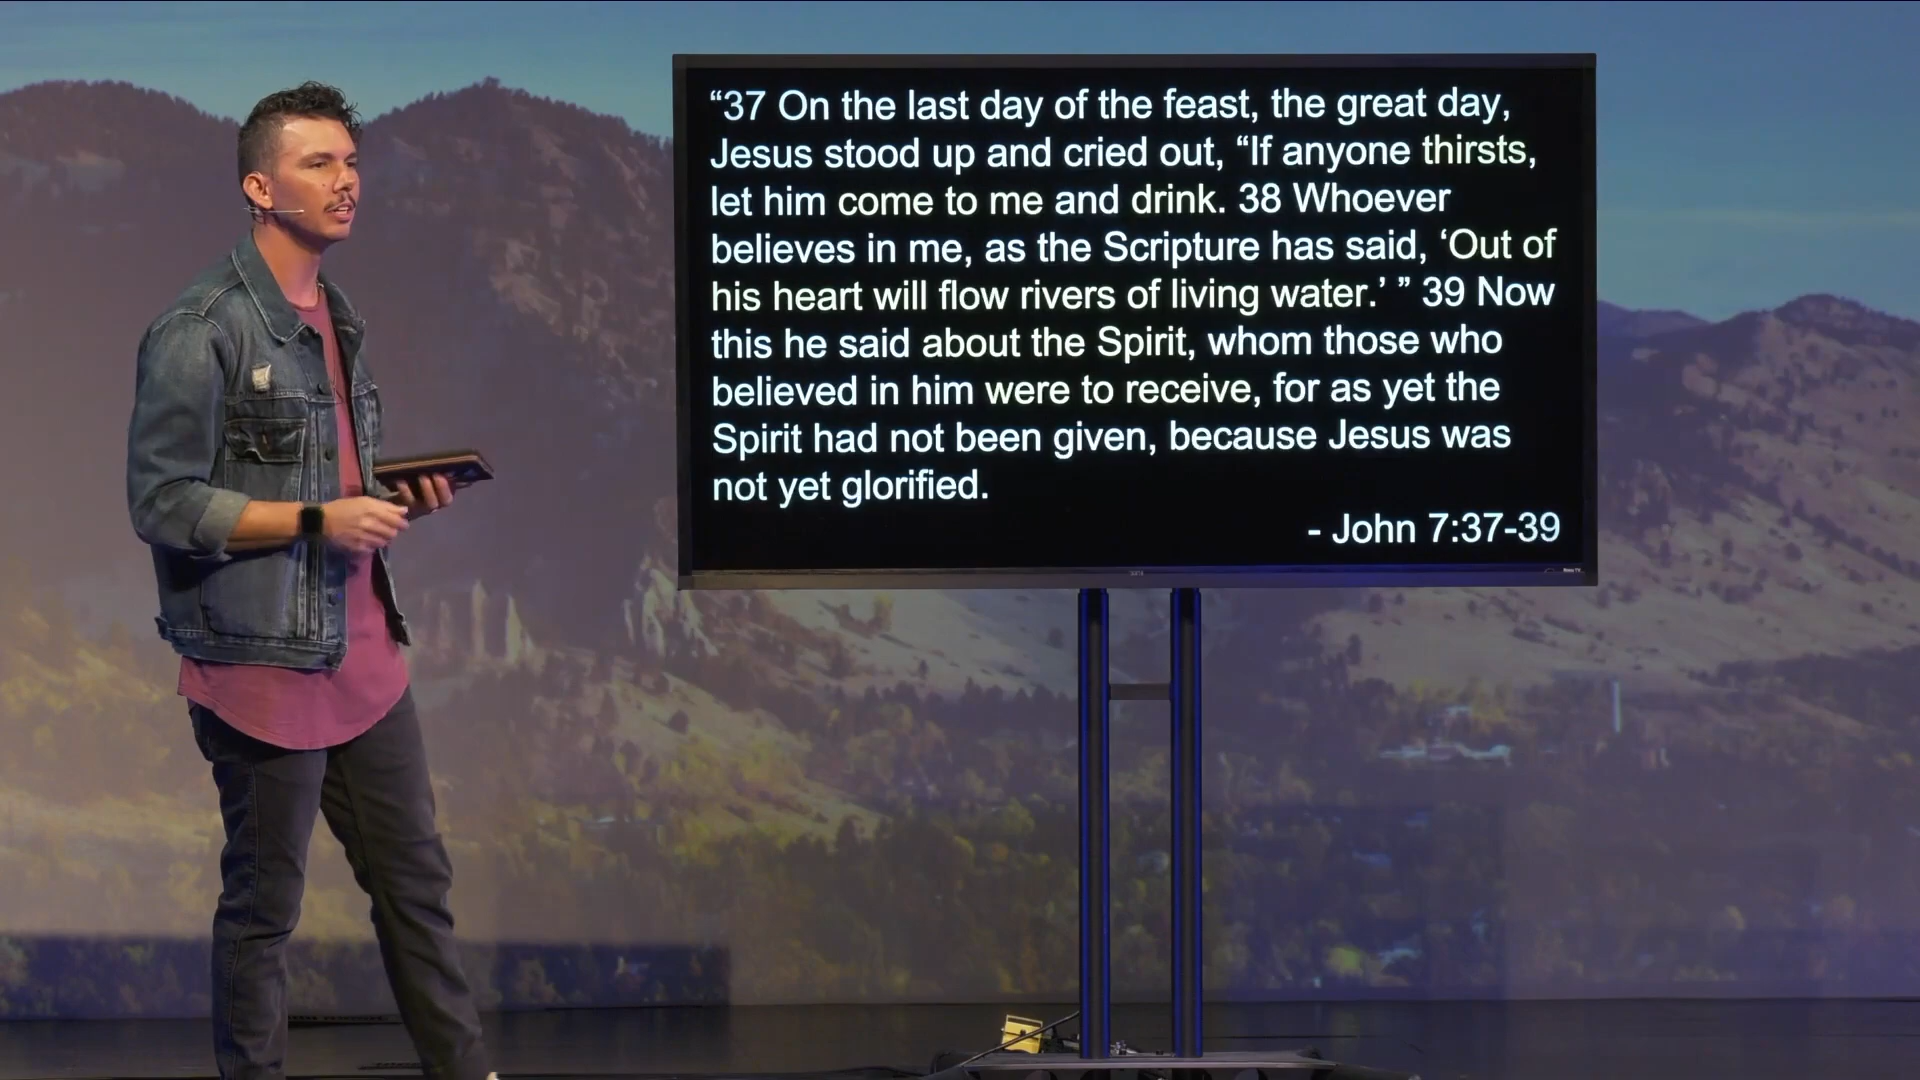 “37 On the last day of the feast, the great day,
Jesus stood up and cried out, “If anyone thirsts,
let him come to me and drink. 38 Whoever
believes in me, as the Scripture has said, ‘Out of
his heart will flow rivers of living water.’ ” 39 Now
this he said about the Spirit, whom those who
believed in him were to receive, for as yet the
Spirit had not been given, because Jesus was
not yet glorified.
- John 7:37-39